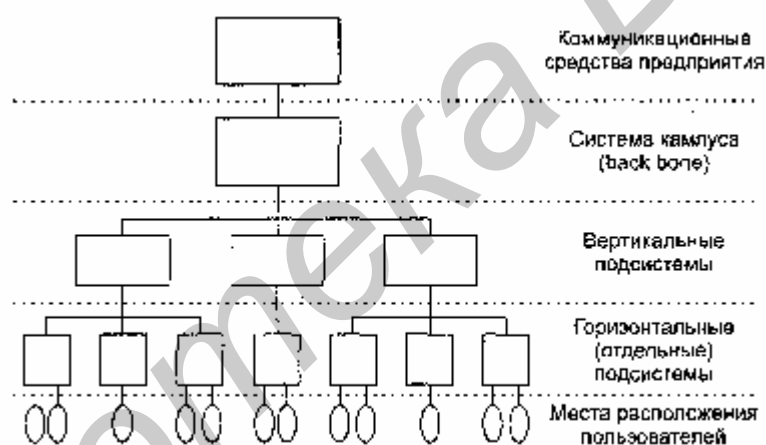 Коммуникационные
средства предприятия
Система кампуса
(back bone)
Вертикальные
подсистемы
Горизонтальные
(отдельные)
подсистемы
Места расположения
пользователей